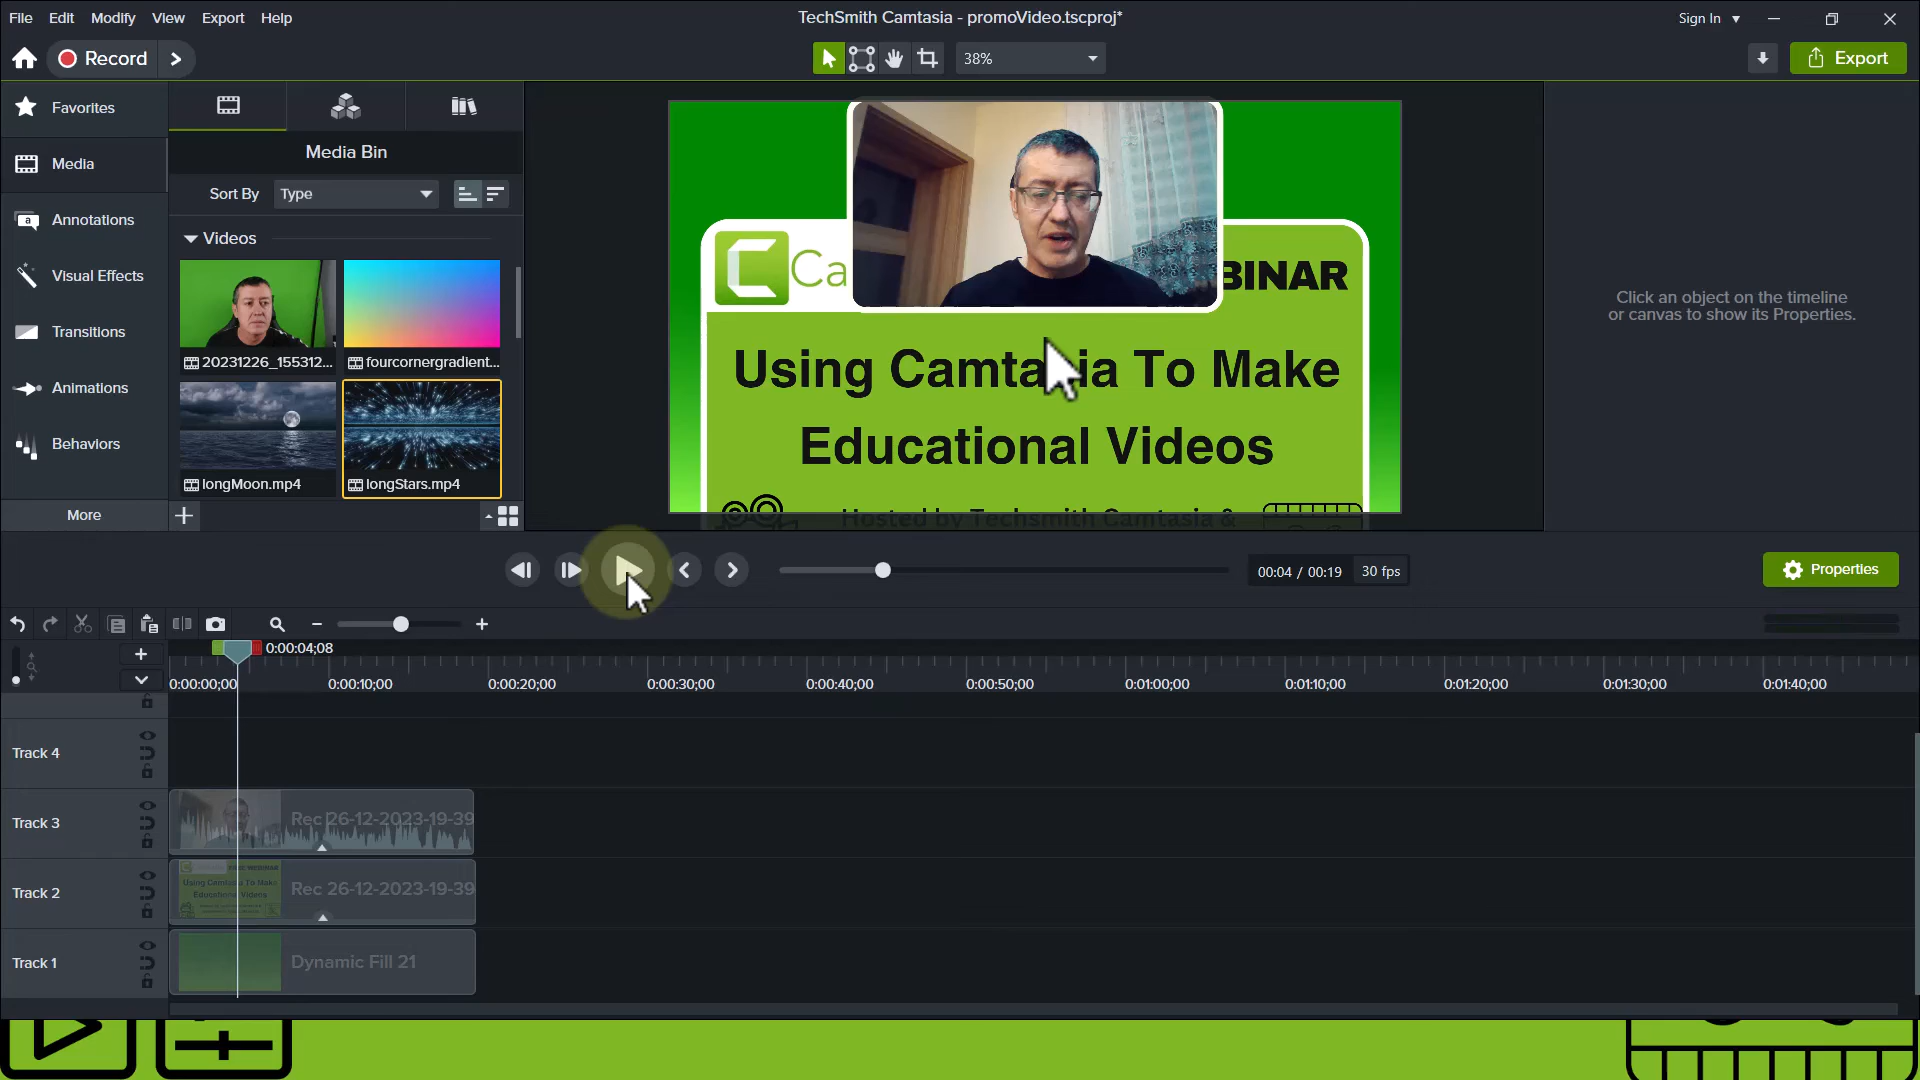 File Edit Modify View Export Help
TechSmith Camtasia - promoVideo.tscproj*
Sign In
Record
38%
Export
Favorites
Media
Annotations
Visual Effects
Transitions
Animations
Behaviors
More
Media Bin
Sort By Type
Videos
20231226_155312...
fourcornergradient...
longMoon.mp4
longStars.mp4
Ca
BINAR
Using Camtasia To Make
Educational Videos
Hosted by Techsmith Camtasia &
Click an object on the timeline
or canvas to show its Properties.
00:04 / 00:19 30 fps
Properties
0:00:04;08
0:00:00;00 0:00:10;00 0:00:20;00 0:00:30;00 0:00:40;00 0:00:50;00 0:01:00;00 0:01:10;00 0:01:20;00 0:01:30;00 0:01:40;00
Track 4
Track 3
Rec 26-12-2023-19-39
Track 2
Rec 26-12-2023-19-39
Track 1
Dynamic Fill 21